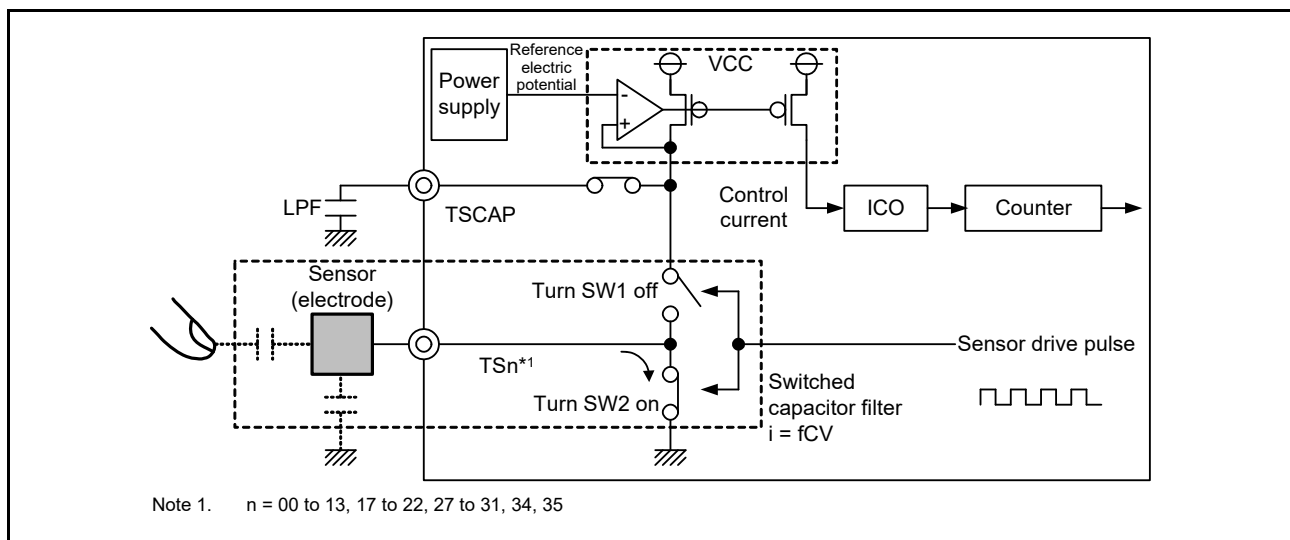 Power
supply
Reference
electric
potential
VCC
-
+
LPF
TSCAP
Control
current
ICO
Counter
Sensor
(electrode)
Turn SW1 off
TSn*1
Turn SW2 on
Sensor drive pulse
Switched
capacitor filter
i = fCV
Note 1. n = 00 to 13, 17 to 22, 27 to 31, 34, 35